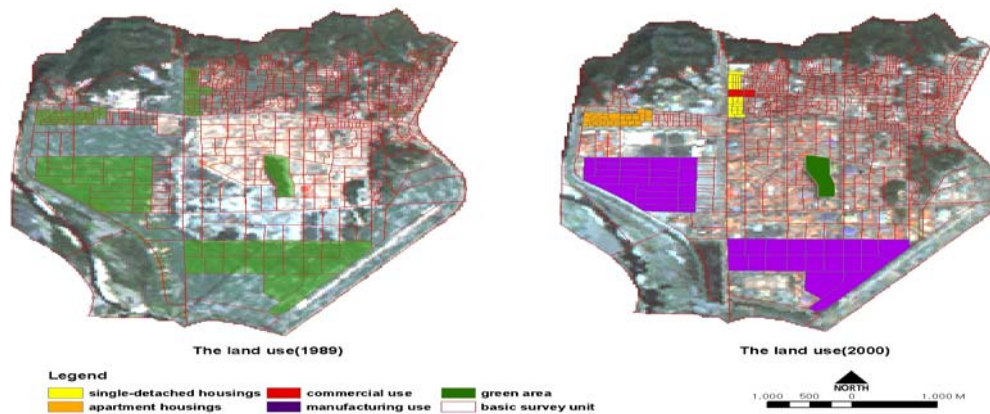 The land use(1989)
The land use(2000)
Legend
single-detached housings
commercial use
green area
apartment housings
manufacturing use
basic survey unit
NORTH
1,000 500 0 1,000 M